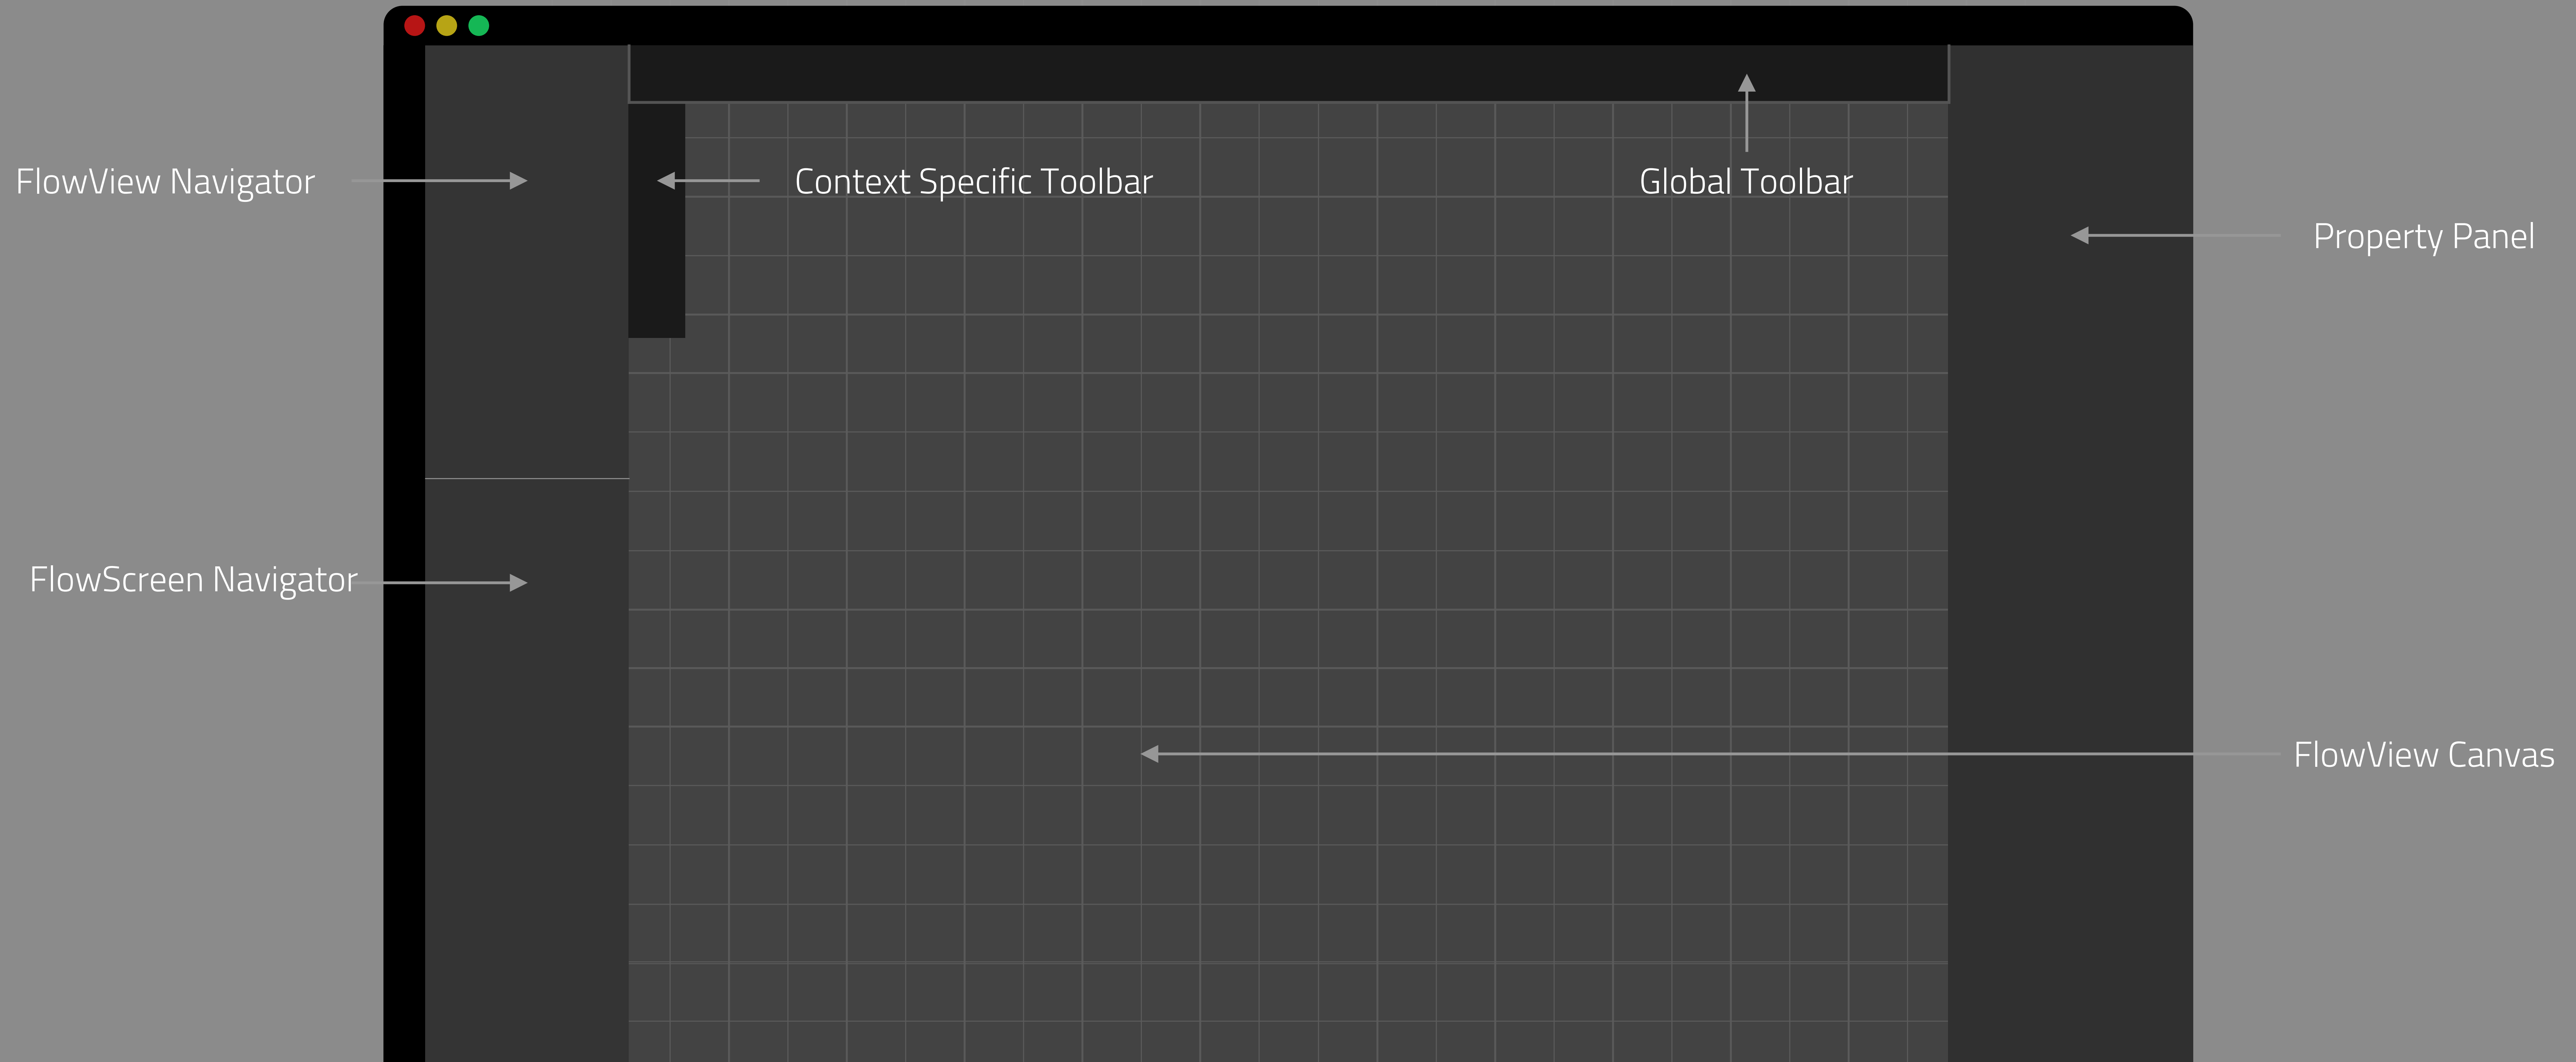 FlowView Navigator
Context Specific Toolbar
Global Toolbar
Property Panel
FlowScreen Navigator
FlowView Canvas